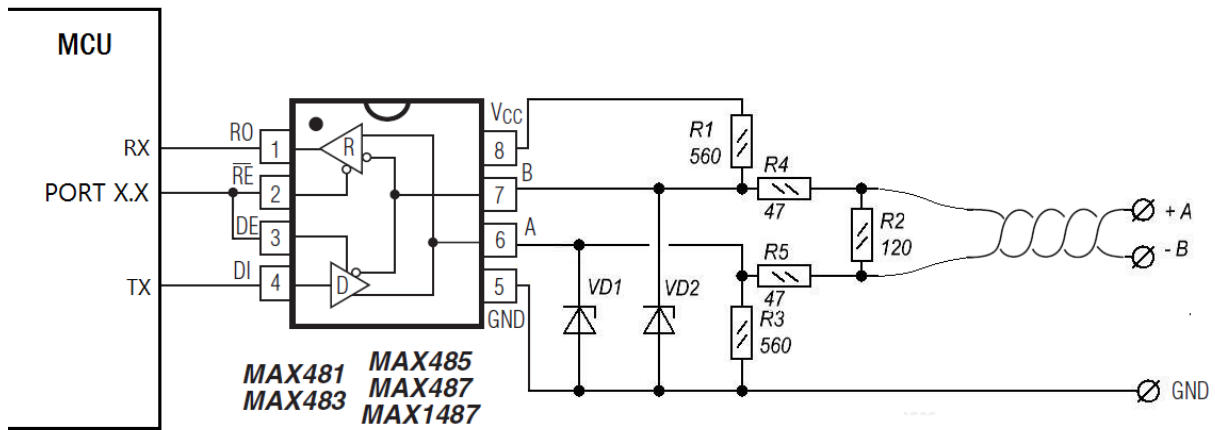 MCU
RX
PORT X.X
TX
RO
RE
DE
DI
1
2
3
4
R
D
VCC
8
B
7
A
6
5
GND
MAX481
MAX483
MAX485
MAX487
MAX1487
VD1
VD2
R1
560
R4
47
R2
120
R5
47
R3
560
+ A
- B
GND